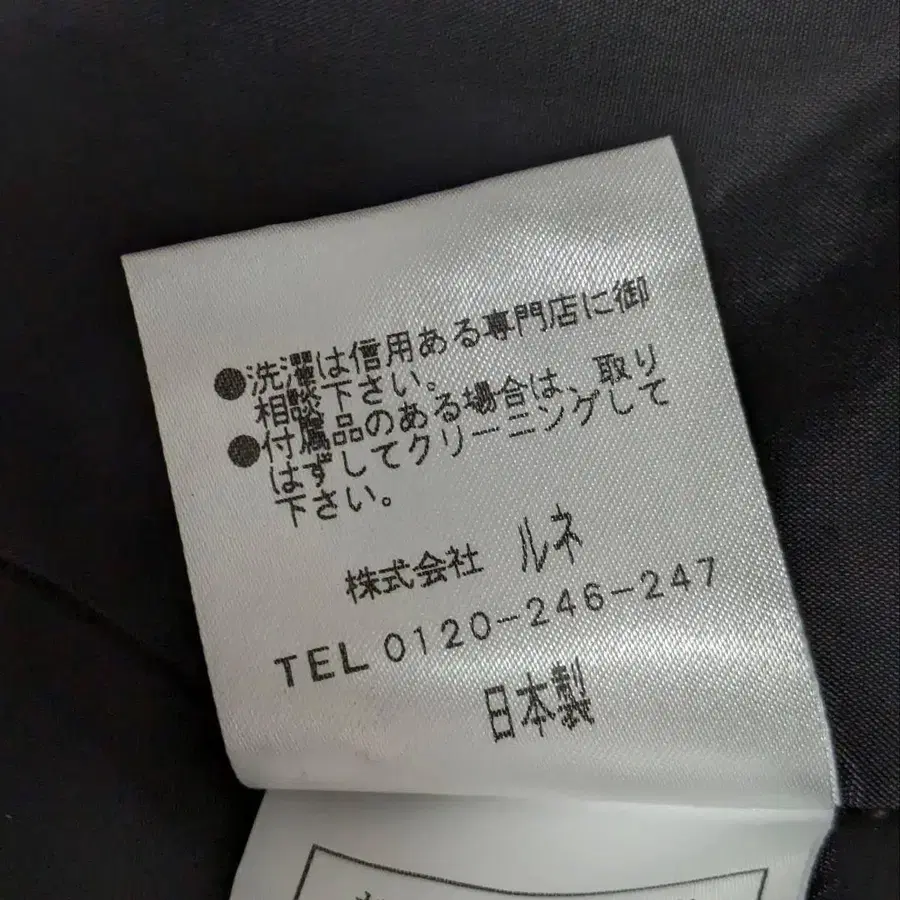 ●洗濯は信用ある専門店に御
相談下さい。
●付属品のある場合は、取り
はずしてクリーニングして
下さい。
株式会社 ルネ
TEL 0120-246-247
日本製